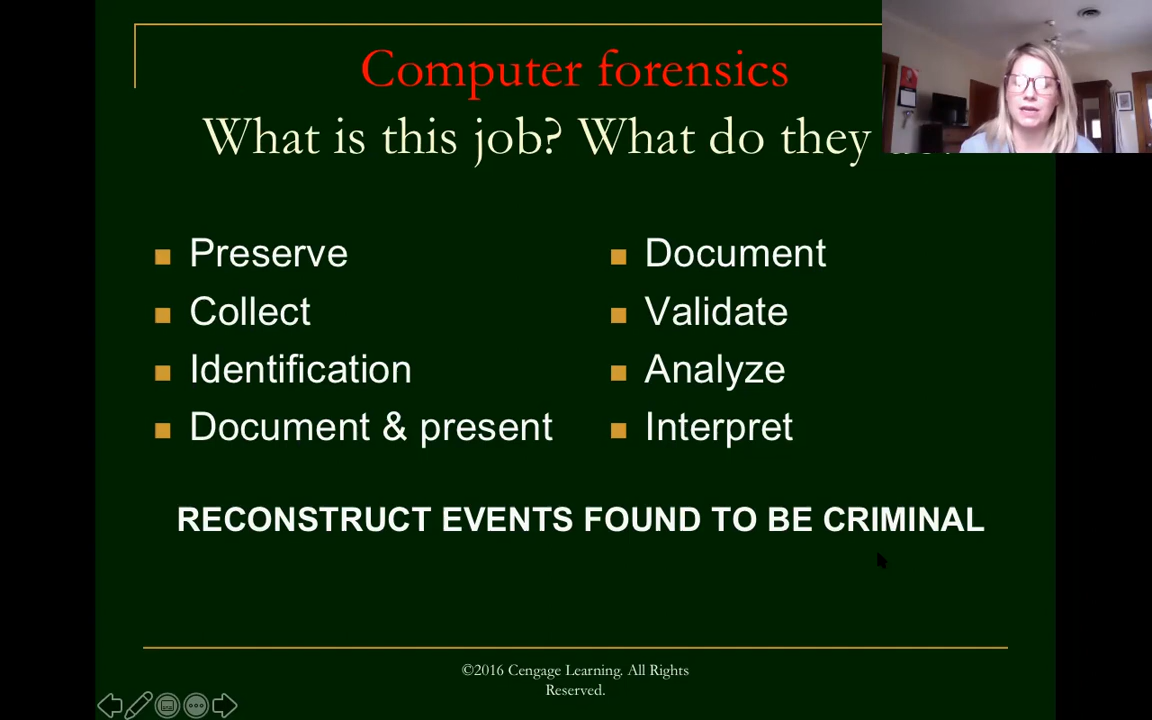 Computer forensics
What is this job? What do they
Preserve
Collect
Identification
Document & present
Document
Validate
Analyze
Interpret
RECONSTRUCT EVENTS FOUND TO BE CRIMINAL
©2016 Cengage Learning. All Rights
Reserved.